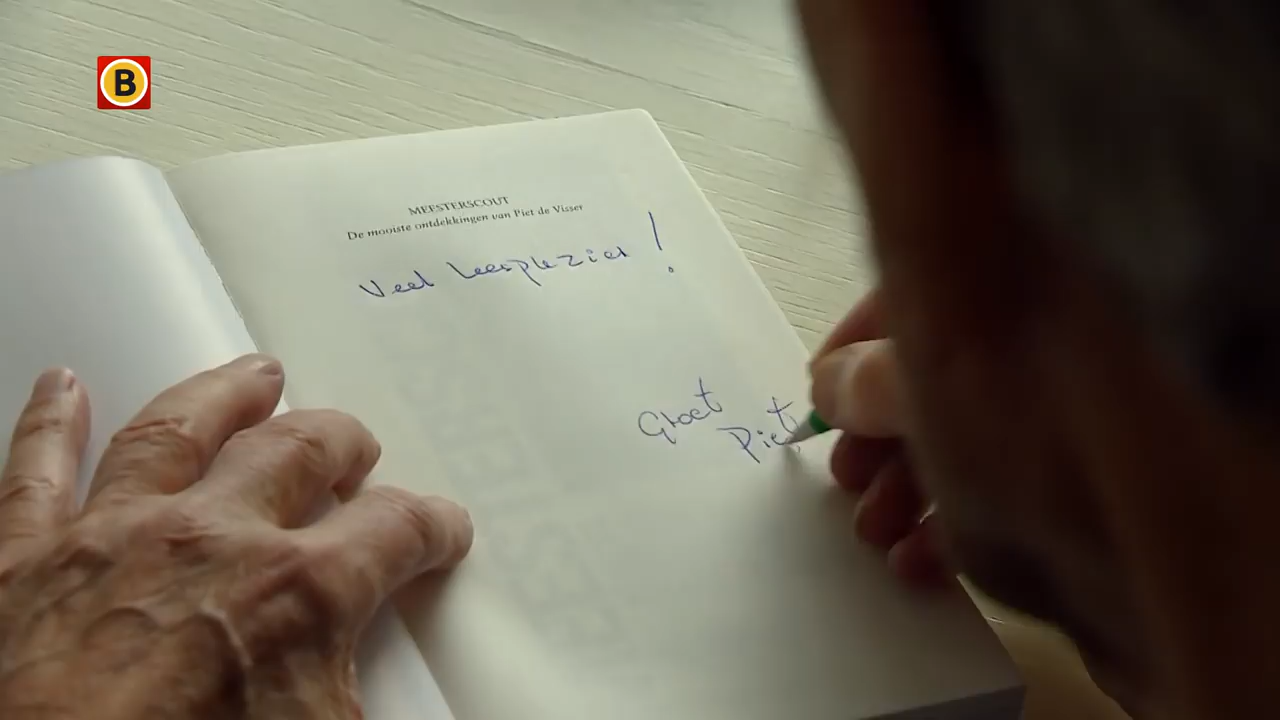 B
MEESTERSCOUT
De mooiste ontdekkingen van Piet de Visser
Veel leesplezier !
Groet
Piet